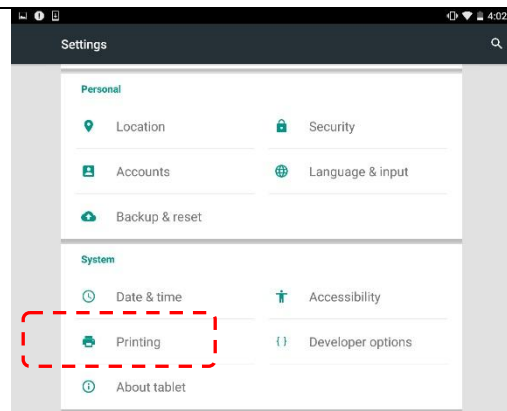 4:02
Settings
Personal
Location Security
Accounts Language & input
Backup & reset
System
Date & time Accessibility
Printing { } Developer options
About tablet